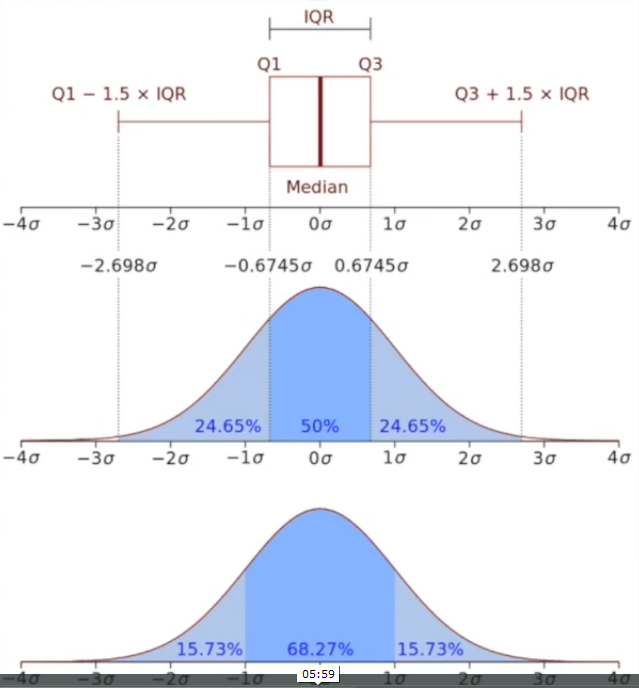 IQR
Q1 Q3
Q1 − 1.5 × IQR Q3 + 1.5 × IQR
Median
−4σ −3σ −2σ −1σ 0σ 1σ 2σ 3σ 4σ
−2.698σ −0.6745σ 0.6745σ 2.698σ
24.65% 50% 24.65%
−4σ −3σ −2σ −1σ 0σ 1σ 2σ 3σ 4σ
15.73% 68.27% 15.73%
−4σ −3σ −2σ −1σ 05:59 1σ 2σ 3σ 4σ